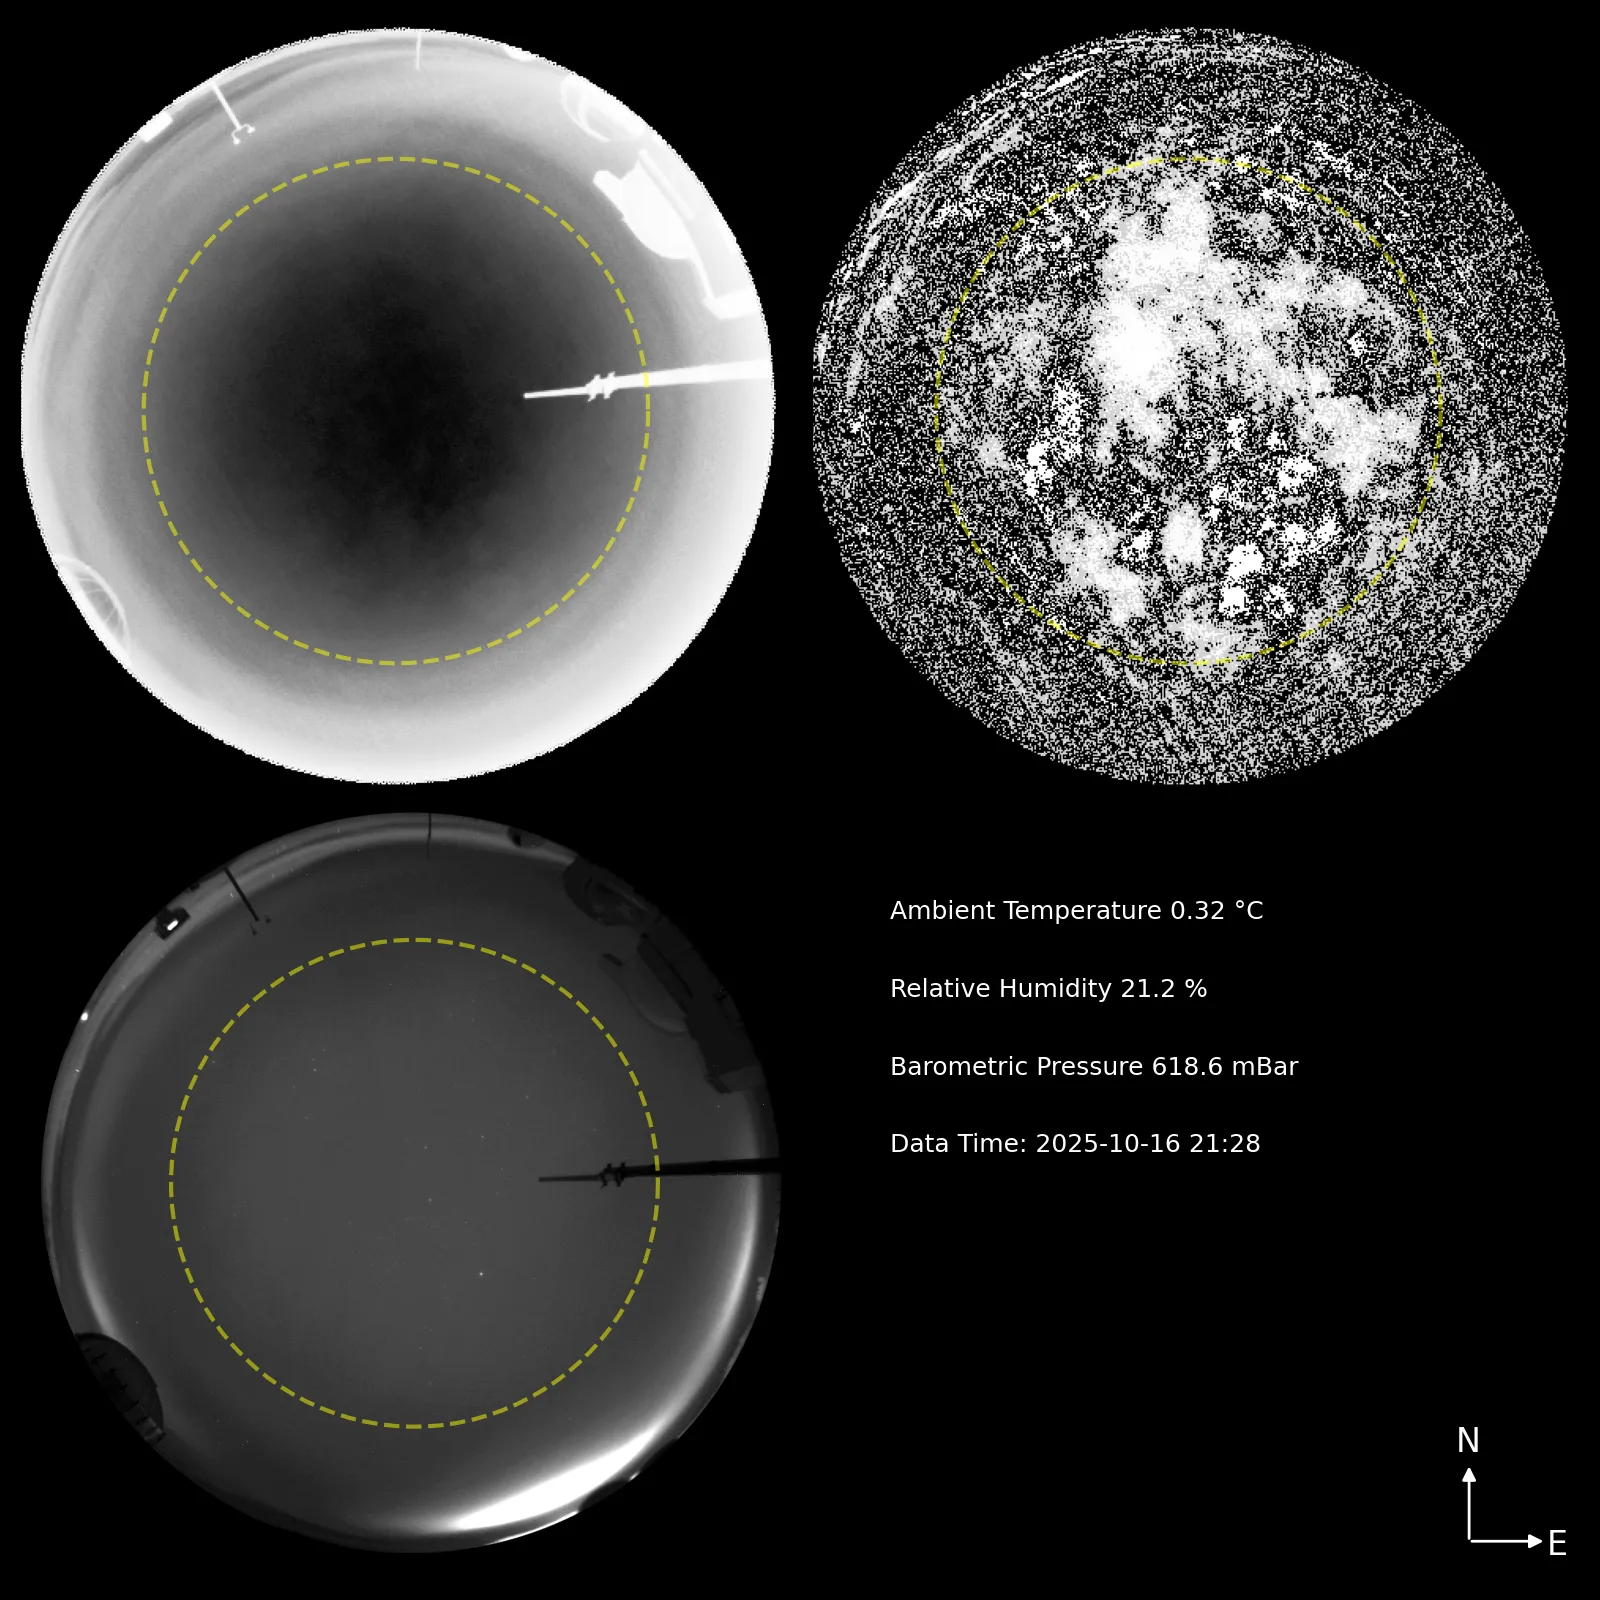 Ambient Temperature 0.32 °C
Relative Humidity 21.2 %
Barometric Pressure 618.6 mBar
Data Time: 2025-10-16 21:28
N
E